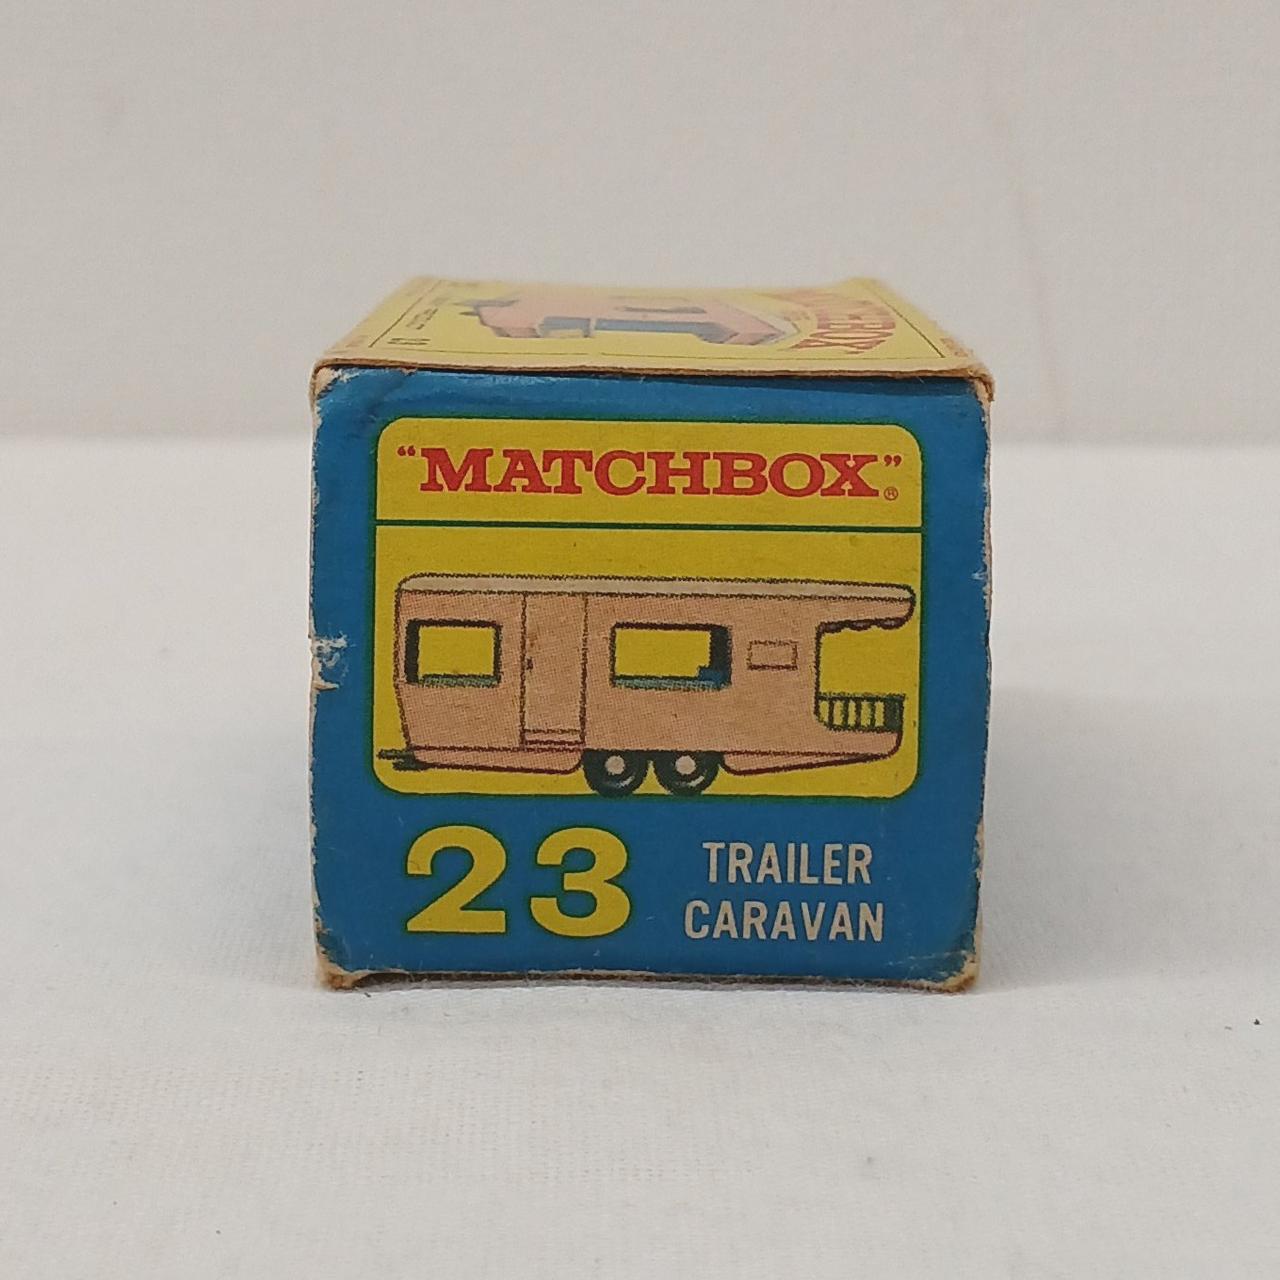 "MATCHBOX"®
23 TRAILER
CARAVAN